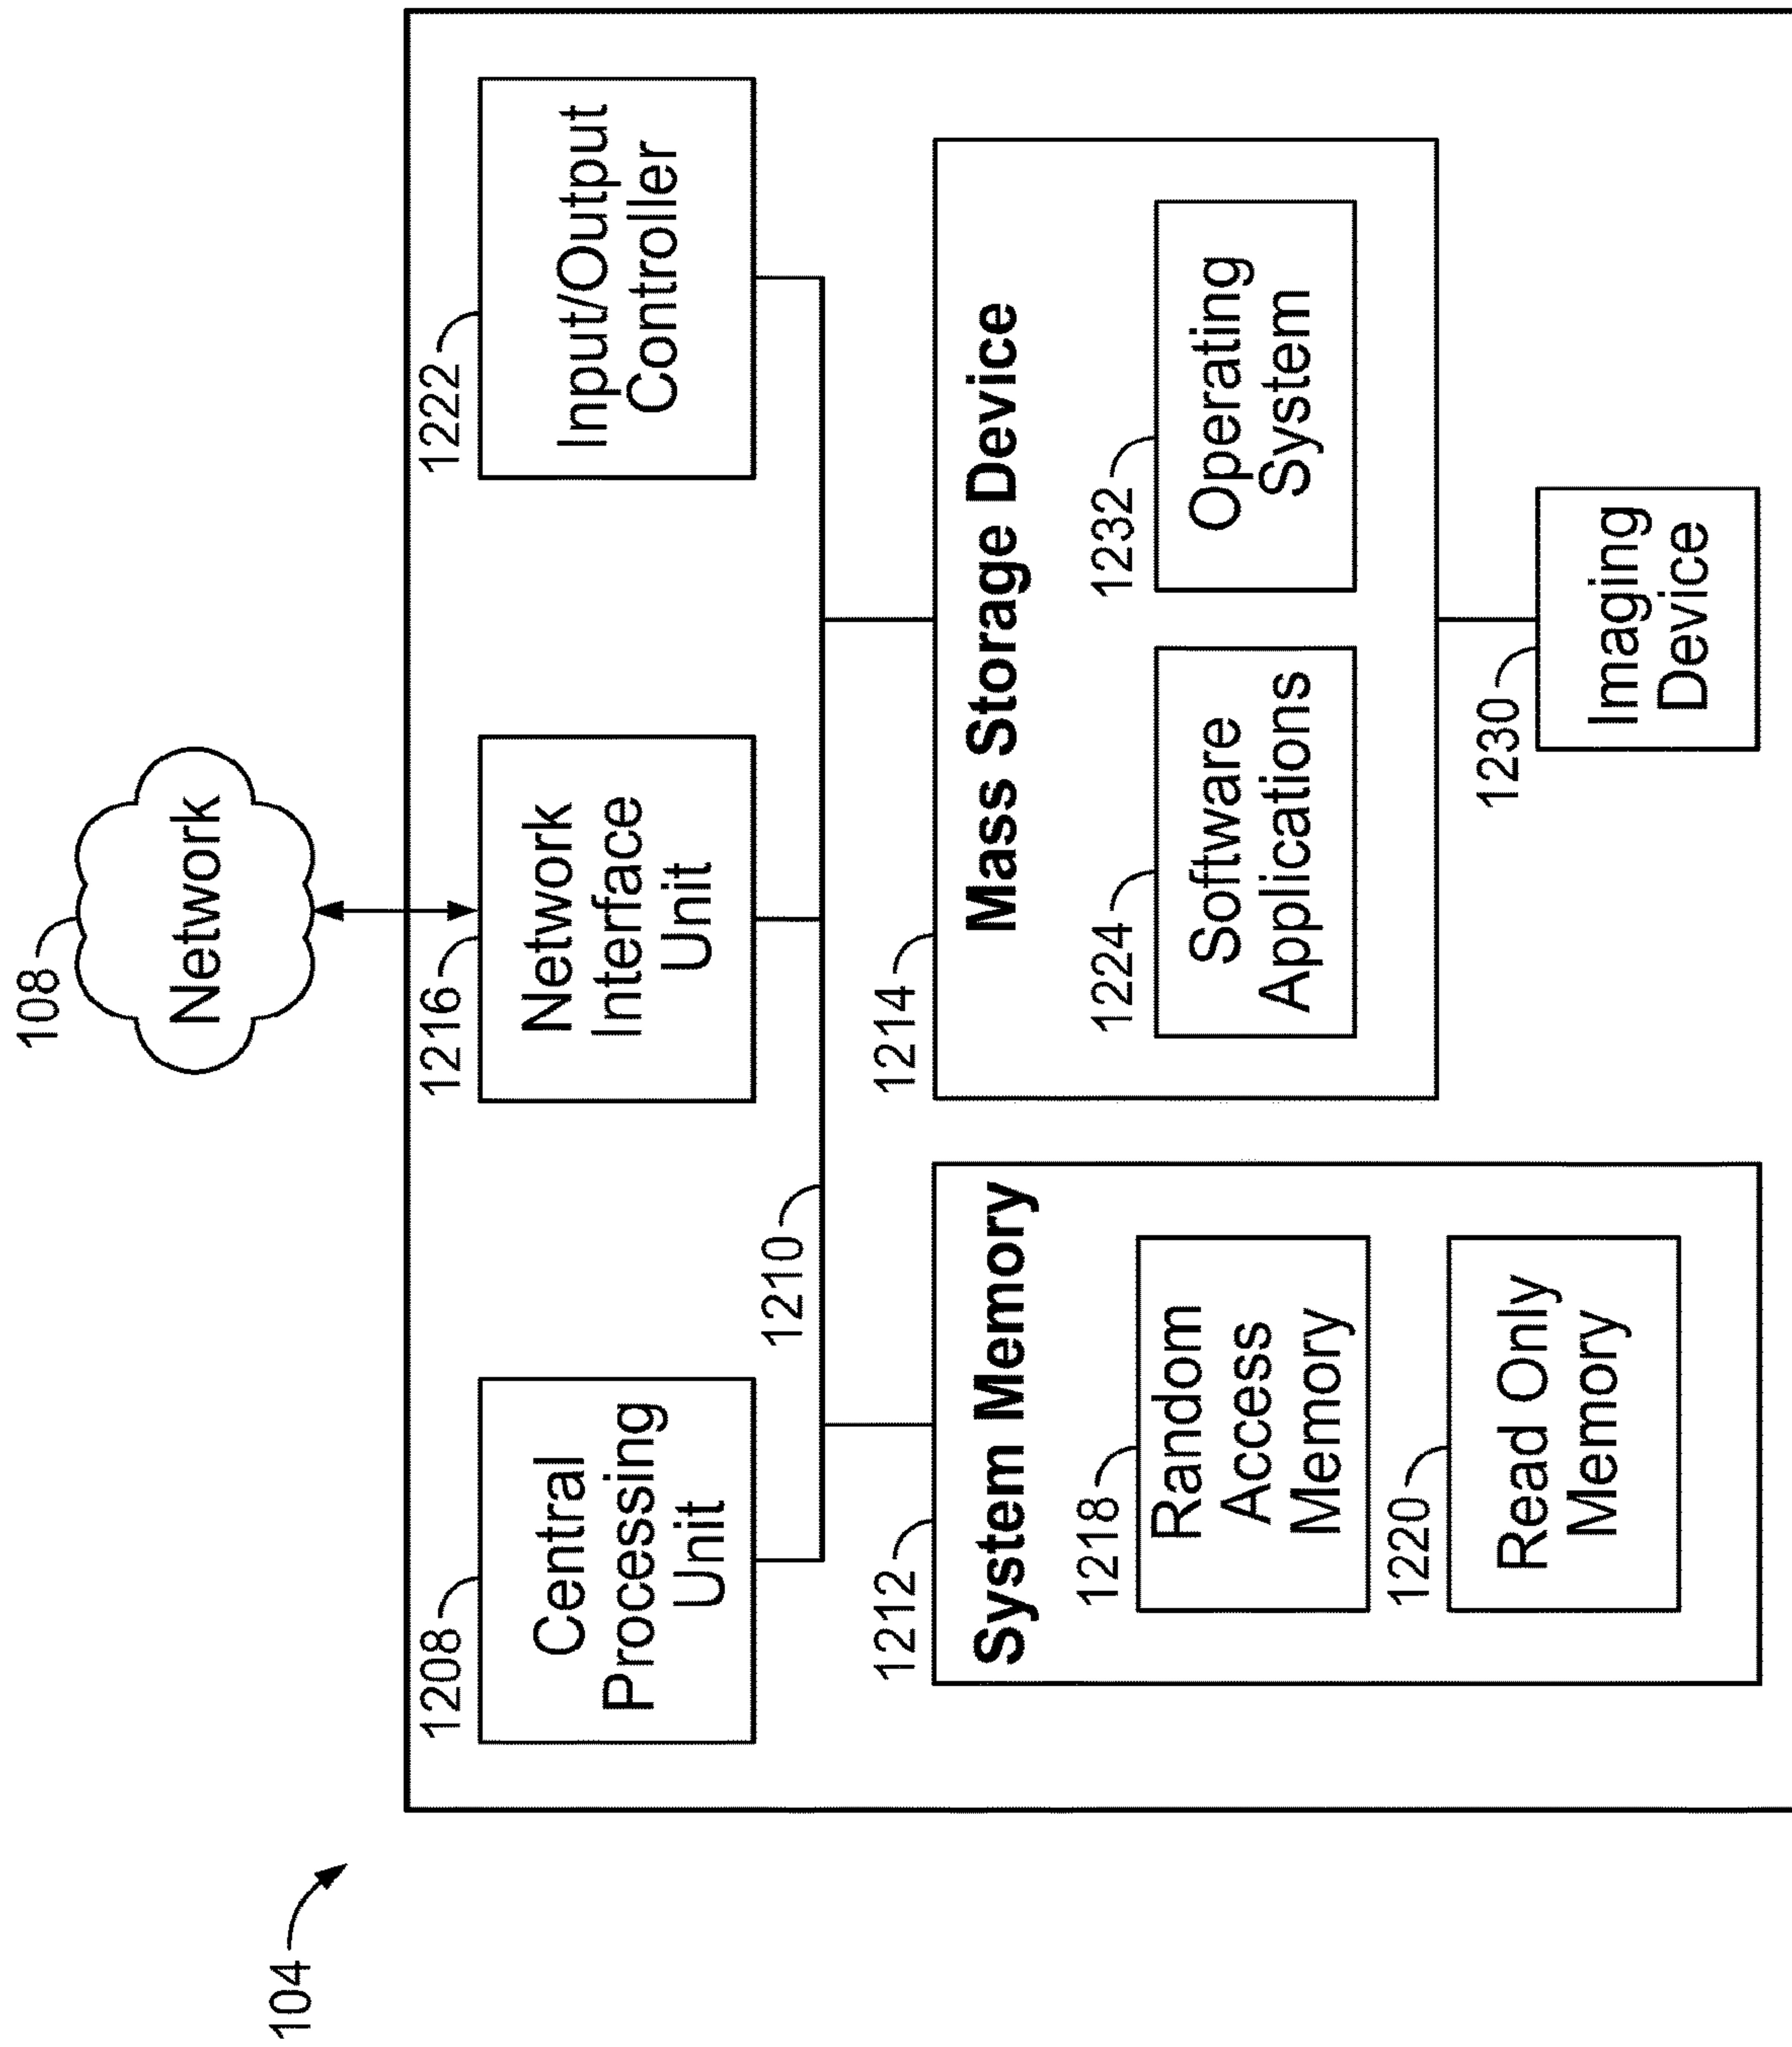 104
108
Network
1208
Central
Processing
Unit
1216
Network
Interface
Unit
1222
Input/Output
Controller
1210
1212
System Memory
1218
Random
Access
Memory
1220
Read Only
Memory
1214
Mass Storage Device
1224
Software
Applications
1232
Operating
System
1230
Imaging
Device